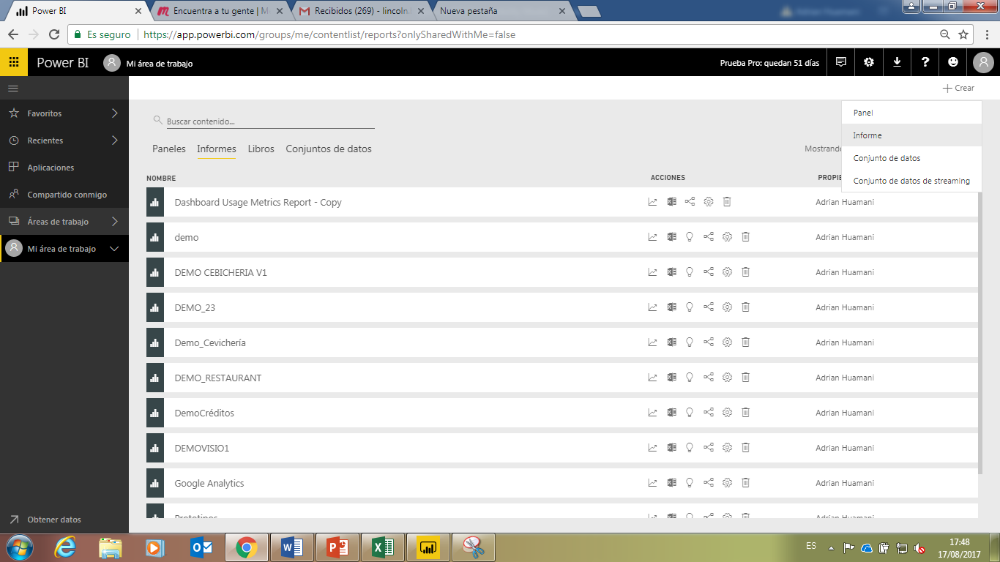 Power BI
Encuentra a tu gente | M
Recibidos (269) - lincoln
Nueva pestaña
Adrian Huamani
Es seguro
https://app.powerbi.com/groups/me/contentlist/reports?onlySharedWithMe=false
Power BI
Mi área de trabajo
Prueba Pro: quedan 51 días
Crear
Favoritos
Recientes
Aplicaciones
Compartido conmigo
Áreas de trabajo
Mi área de trabajo
Obtener datos
Buscar contenido...
Panel
Informe
Conjunto de datos
Conjunto de datos de streaming
Paneles Informes Libros Conjuntos de datos
Mostrando
NOMBRE ACCIONES PROPIE
Dashboard Usage Metrics Report - Copy Adrian Huamani
demo Adrian Huamani
DEMO CEBICHERIA V1 Adrian Huamani
DEMO_23 Adrian Huamani
Demo_Cevichería Adrian Huamani
DEMO_RESTAURANT Adrian Huamani
DemoCréditos Adrian Huamani
DEMOVISIO1 Adrian Huamani
Google Analytics Adrian Huamani
Prototipos Adrian Huamani
ES
17:48
17/08/2017